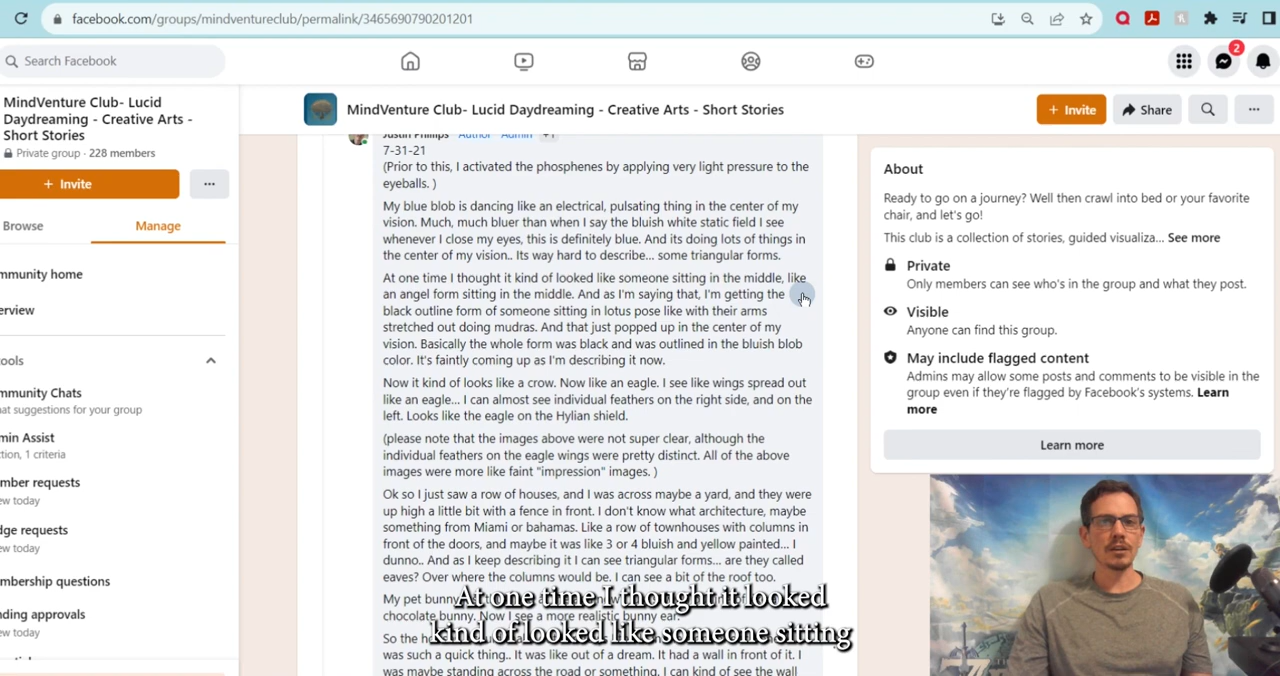 facebook.com/groups/mindventureclub/permalink/3465690790201201
Search Facebook
2
MindVenture Club- Lucid
Daydreaming - Creative Arts -
Short Stories
Private group · 228 members
+ Invite
...
Browse
Manage
mmunity home
erview
ools
mmunity Chats
at suggestions for your group
min Assist
ction, 1 criteria
mber requests
ew today
dge requests
ew today
mbership questions
nding approvals
ew today
MindVenture Club- Lucid Daydreaming - Creative Arts - Short Stories
+ Invite
Share
...
Justin Phillips Author Admin +1
7-31-21
(Prior to this, I activated the phosphenes by applying very light pressure to the
eyeballs. )
My blue blob is dancing like an electrical, pulsating thing in the center of my
vision. Much, much bluer than when I say the bluish white static field I see
whenever I close my eyes, this is definitely blue. And its doing lots of things in
the center of my vision.. Its way hard to describe... some triangular forms.
At one time I thought it kind of looked like someone sitting in the middle, like
an angel form sitting in the middle. And as I'm saying that, I'm getting the
black outline form of someone sitting in lotus pose like with their arms
stretched out doing mudras. And that just popped up in the center of my
vision. Basically the whole form was black and was outlined in the bluish blob
color. It's faintly coming up as I'm describing it now.
Now it kind of looks like a crow. Now like an eagle. I see like wings spread out
like an eagle... I can almost see individual feathers on the right side, and on the
left. Looks like the eagle on the Hylian shield.
(please note that the images above were not super clear, although the
individual feathers on the eagle wings were pretty distinct. All of the above
images were more like faint "impression" images. )
Ok so I just saw a row of houses, and I was across maybe a yard, and they were
up high a little bit with a fence in front. I don't know what architecture, maybe
something from Miami or bahamas. Like a row of townhouses with columns in
front of the doors, and maybe it was like 3 or 4 bluish and yellow painted... I
dunno.. And as I keep describing it I can see triangular forms... are they called
eaves? Over where the columns would be. I can see a bit of the roof too.
My pet bunny
chocolate bunny. Now I see a more realistic bunny ear.
So the ho
was such a quick thing.. It was like out of a dream. It had a wall in front of it. I
was maybe standing across the road or something. I can kind of see the wall
At one time I thought it looked
kind of looked like someone sitting
About
Ready to go on a journey? Well then crawl into bed or your favorite
chair, and let's go!
This club is a collection of stories, guided visualiza... See more
Private
Only members can see who's in the group and what they post.
Visible
Anyone can find this group.
May include flagged content
Admins may allow some posts and comments to be visible in the
group even if they're flagged by Facebook's systems. Learn
more
Learn more